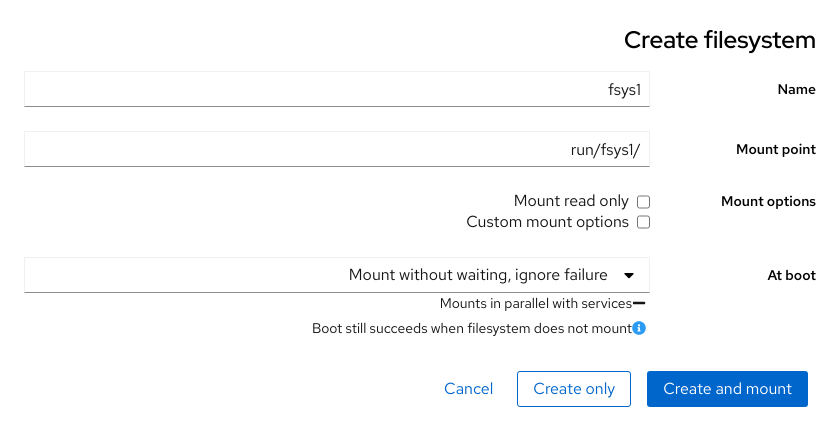 Create filesystem
Name
fsys1
Mount point
run/fsys1/
Mount options
Mount read only
Custom mount options
At boot
Mount without waiting, ignore failure
Mounts in parallel with services
Boot still succeeds when filesystem does not mount
Create and mount
Create only
Cancel